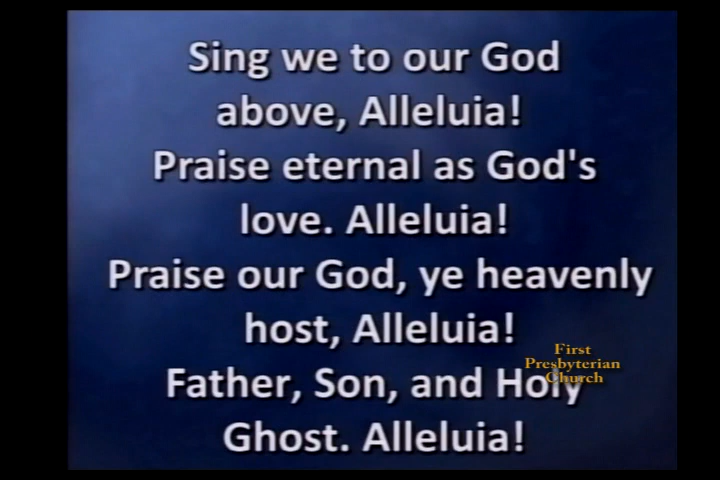 Sing we to our God
above, Alleluia!
Praise eternal as God's
love. Alleluia!
Praise our God, ye heavenly
host, Alleluia!
Father, Son, and Holy
Ghost. Alleluia!
First
Presbyterian
Church